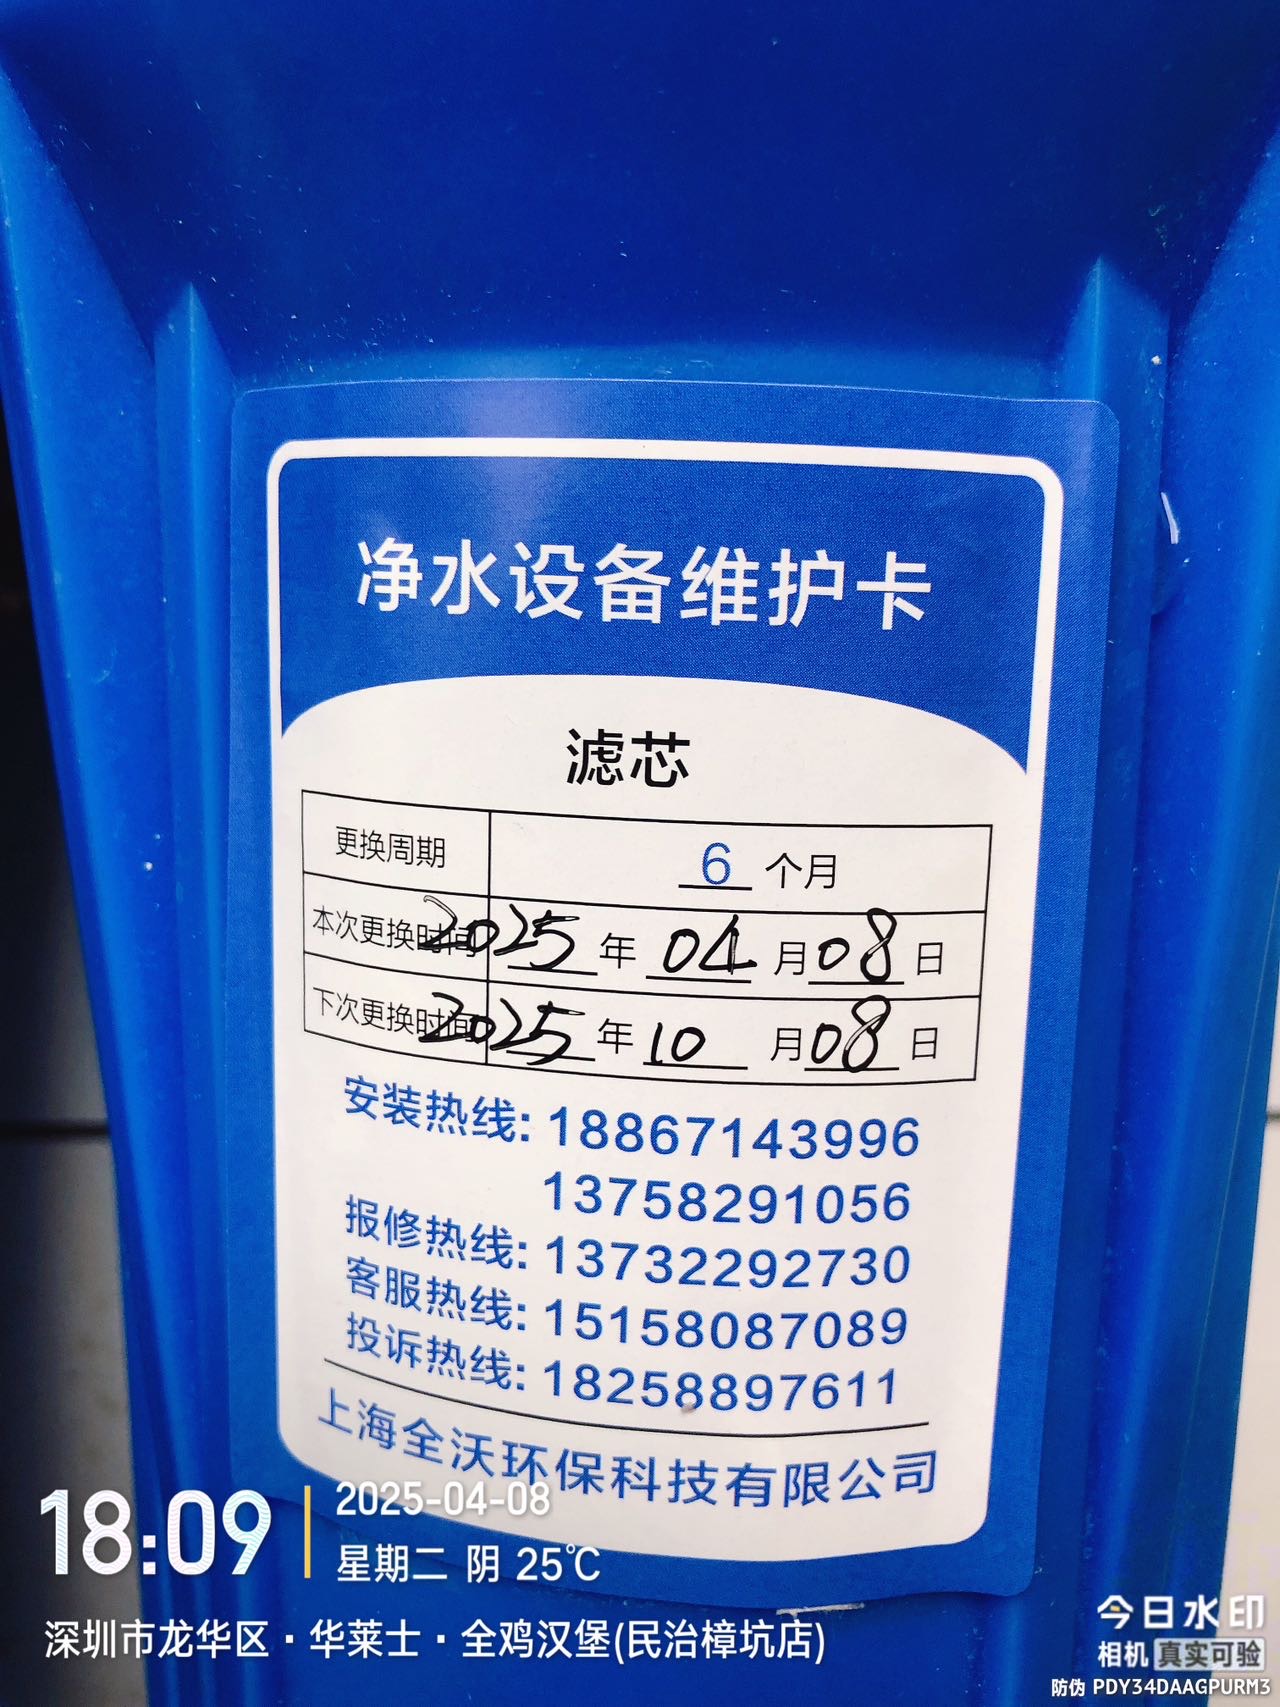 净水设备维护卡
滤芯
更换周期 6 个月
本次更换时间 2025 年 04 月 08 日
下次更换时间 2025 年 10 月 08 日
安装热线: 18867143996
13758291056
报修热线: 13732292730
客服热线: 15158087089
投诉热线: 18258897611
上海全沃环保科技有限公司
18:09
2025-04-08
星期二 阴 25℃
深圳市龙华区·华莱士·全鸡汉堡(民治樟坑店)
今日水印
相机 真实可验
防伪 PDY34DAAGPURM3